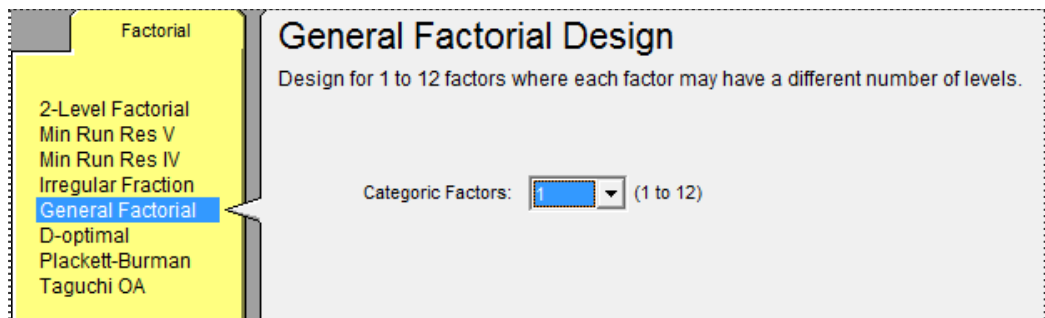 Factorial
2-Level Factorial
Min Run Res V
Min Run Res IV
Irregular Fraction
General Factorial
D-optimal
Plackett-Burman
Taguchi OA
General Factorial Design
Design for 1 to 12 factors where each factor may have a different number of levels.
Categoric Factors: 1 (1 to 12)